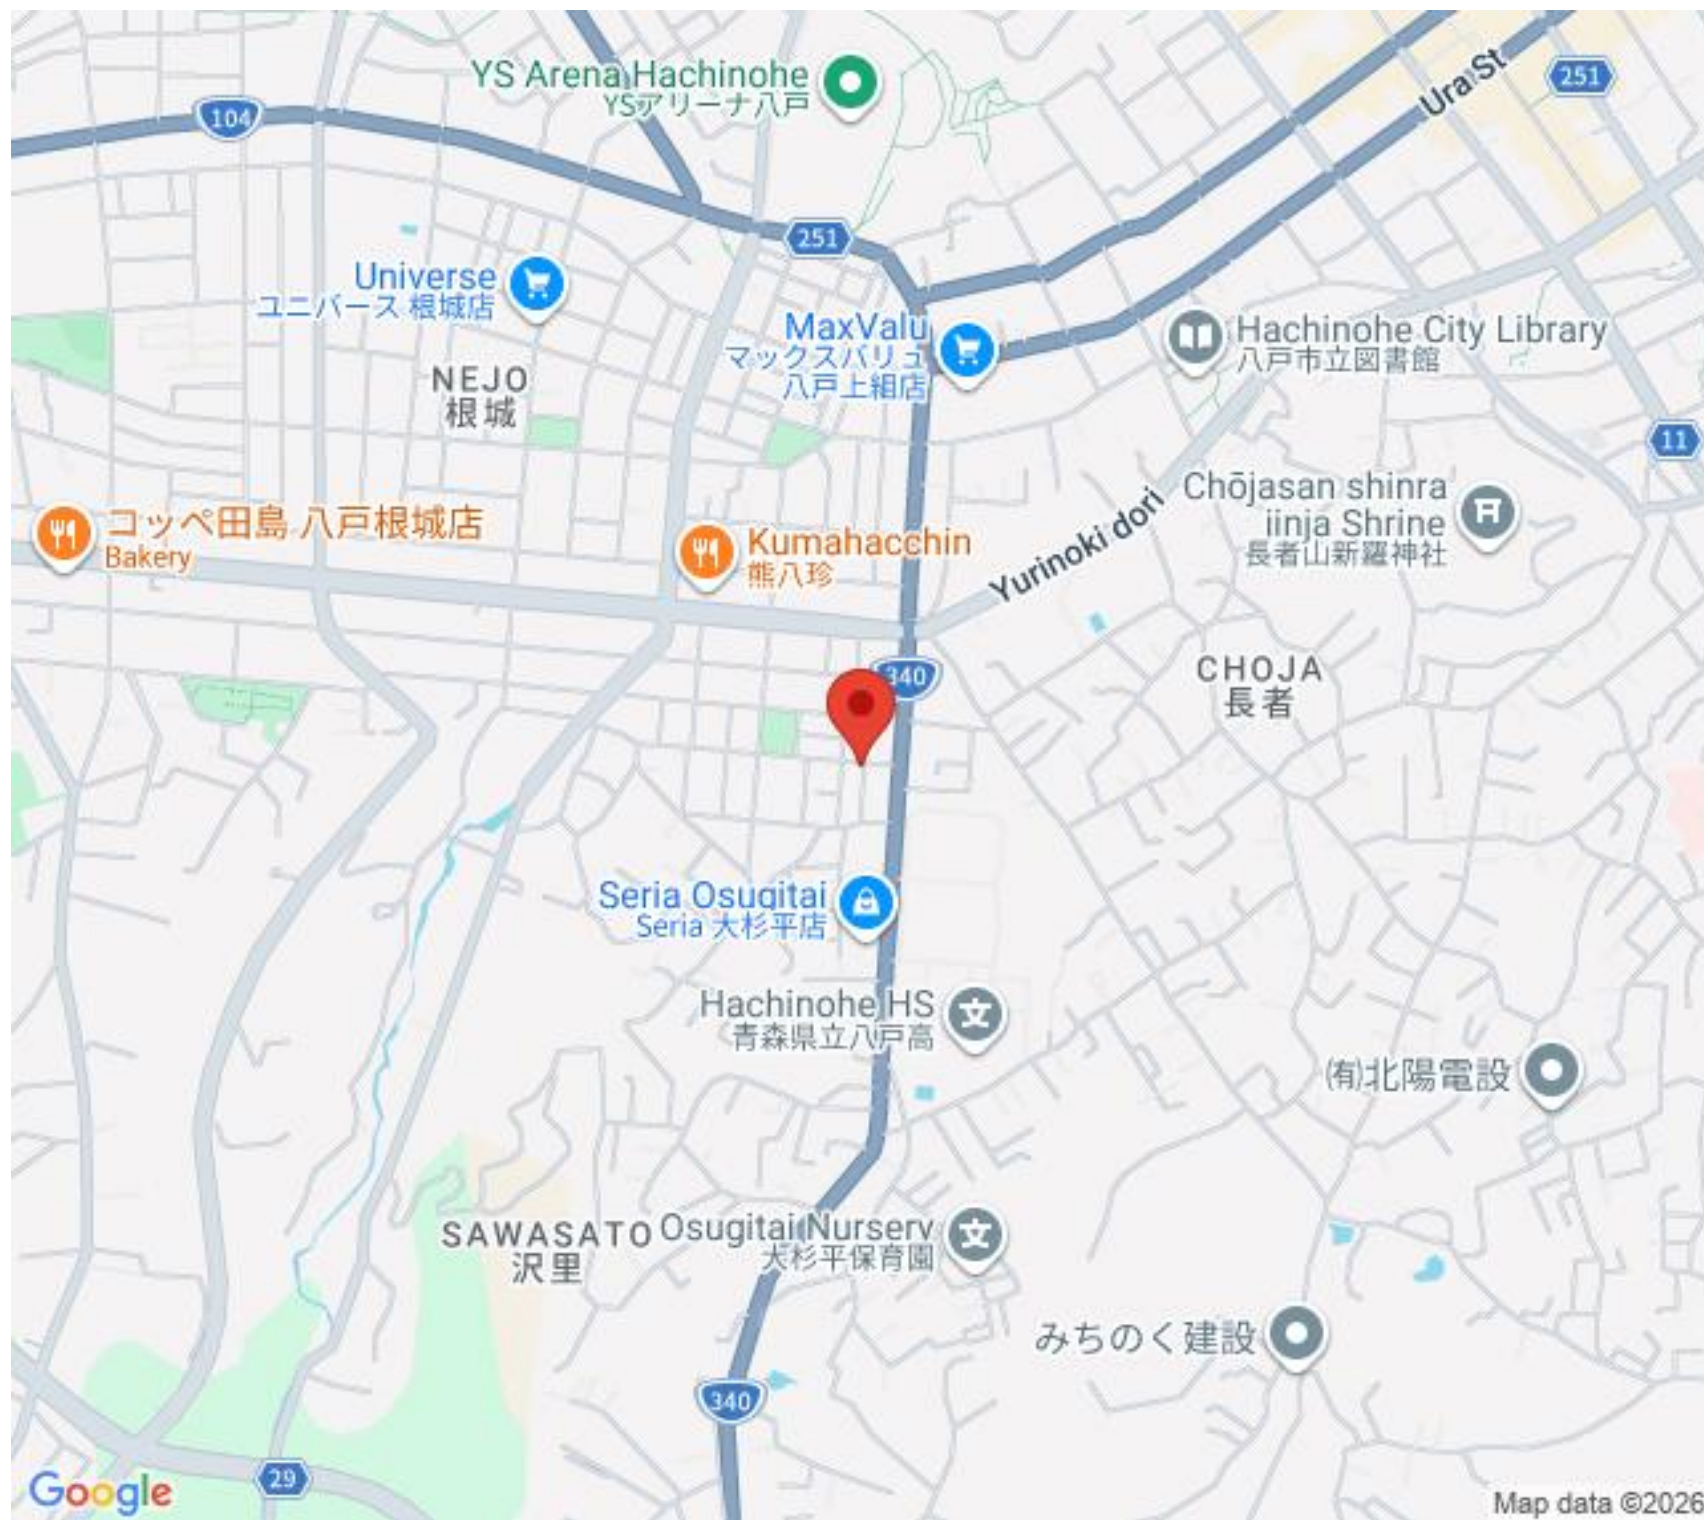 YS Arena Hachinohe
YSアリーナ八戸
Ura St
251
104
251
Universe
ユニバース 根城店
MaxValu
マックスバリュ
八戸上組店
Hachinohe City Library
八戸市立図書館
NEJO
根城
11
Chōjasan shinra
iinja Shrine
長者山新羅神社
コッペ田島 八戸根城店
Bakery
Kumahacchin
熊八珍
Yurinoki dori
340
CHOJA
長者
Seria Osugitai
Seria 大杉平店
Hachinohe HS
青森県立八戸高
㈲北陽電設
SAWASATO
沢里
Osugitai Nurserv
大杉平保育園
みちのく建設
340
29
Google
Map data ©2026